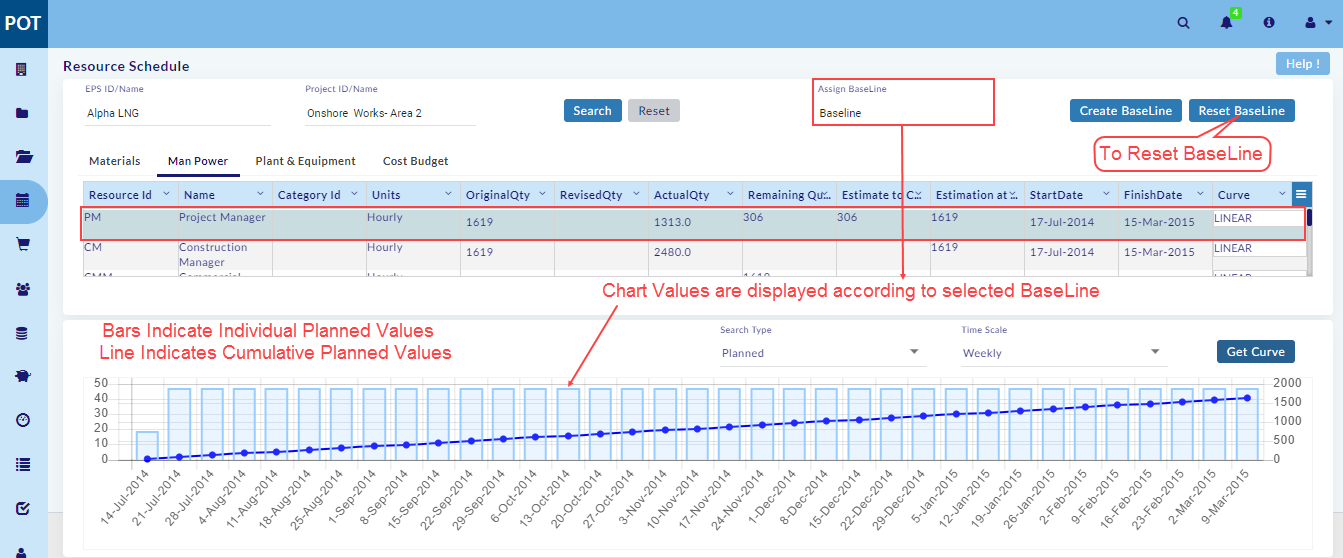 POT
4
Resource Schedule
Help !
EPS ID/Name
Project ID/Name
Assign BaseLine
Alpha LNG
Onshore Works- Area 2
Search
Reset
Baseline
Create BaseLine
Reset BaseLine
To Reset BaseLine
Materials
Man Power
Plant & Equipment
Cost Budget
Resource Id Name Category Id Units OriginalQty RevisedQty ActualQty Remaining Qu... Estimate to C... Estimation at ... StartDate FinishDate Curve
PM Project Manager Hourly 1619 1313.0 306 306 1619 17-Jul-2014 15-Mar-2015 LINEAR
CM Construction Manager Hourly 1619 2480.0 1619 17-Jul-2014 15-Mar-2015 LINEAR
CMM Commercial Hourly 1619 LINEAR
Chart Values are displayed according to selected BaseLine
Bars Indicate Individual Planned Values
Line Indicates Cumulative Planned Values
Search Type
Planned
Time Scale
Weekly
Get Curve
50
40
30
20
10
0
2000
1500
1000
500
0
14-Jul-2014
21-Jul-2014
28-Jul-2014
4-Aug-2014
11-Aug-2014
18-Aug-2014
25-Aug-2014
1-Sep-2014
8-Sep-2014
15-Sep-2014
22-Sep-2014
29-Sep-2014
6-Oct-2014
13-Oct-2014
20-Oct-2014
27-Oct-2014
3-Nov-2014
10-Nov-2014
17-Nov-2014
24-Nov-2014
1-Dec-2014
8-Dec-2014
15-Dec-2014
22-Dec-2014
29-Dec-2014
5-Jan-2015
12-Jan-2015
19-Jan-2015
26-Jan-2015
2-Feb-2015
9-Feb-2015
16-Feb-2015
23-Feb-2015
2-Mar-2015
9-Mar-2015